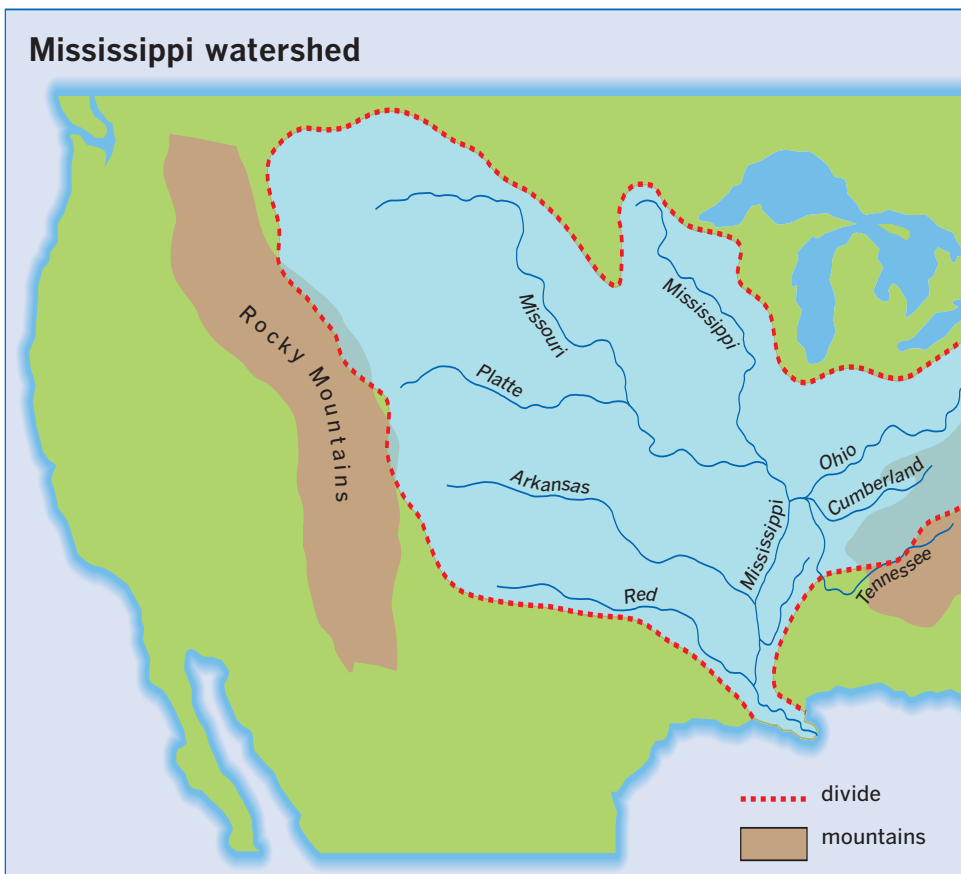 Mississippi watershed
Rocky Mountains
Missouri
Mississippi
Platte
Ohio
Cumberland
Arkansas
Mississippi
Tennessee
Red
divide
mountains